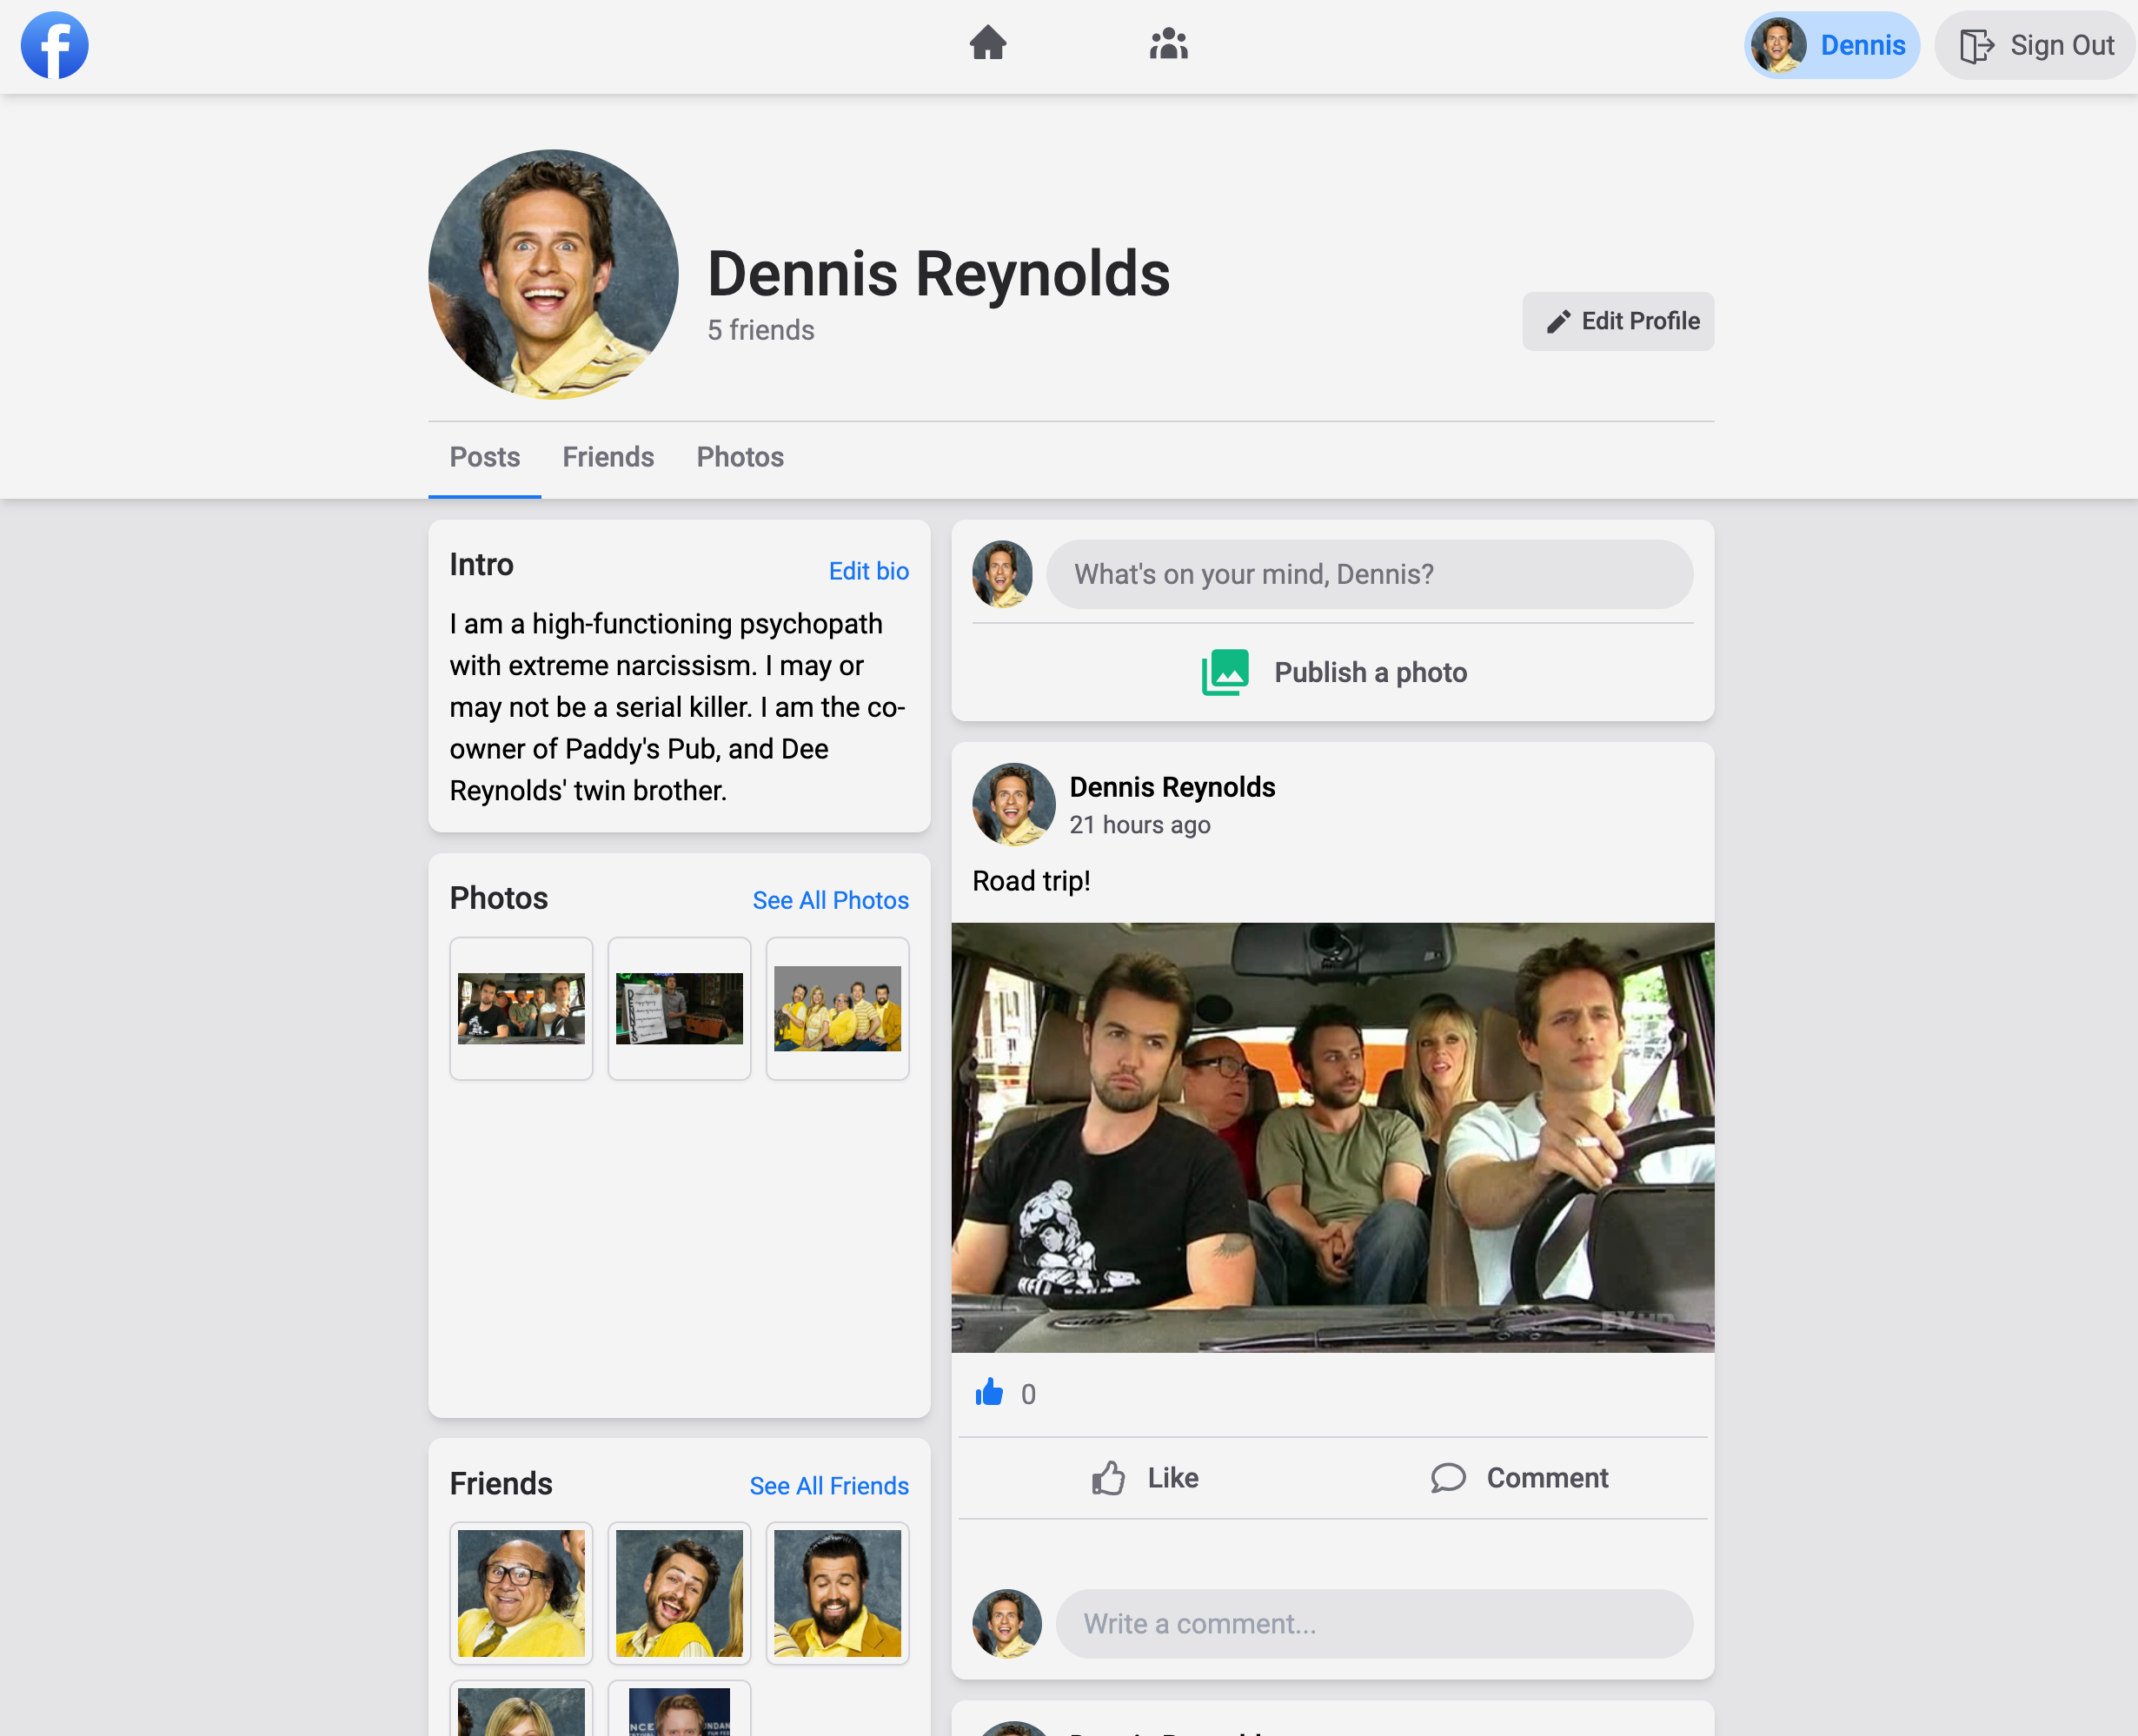 f
Dennis
Sign Out
Dennis Reynolds
5 friends
Edit Profile
Posts
Friends
Photos
Intro
Edit bio
I am a high-functioning psychopath
with extreme narcissism. I may or
may not be a serial killer. I am the co-
owner of Paddy's Pub, and Dee
Reynolds' twin brother.
Photos
See All Photos
Friends
See All Friends
What's on your mind, Dennis?
Publish a photo
Dennis Reynolds
21 hours ago
Road trip!
FXHD
0
Like
Comment
Write a comment...